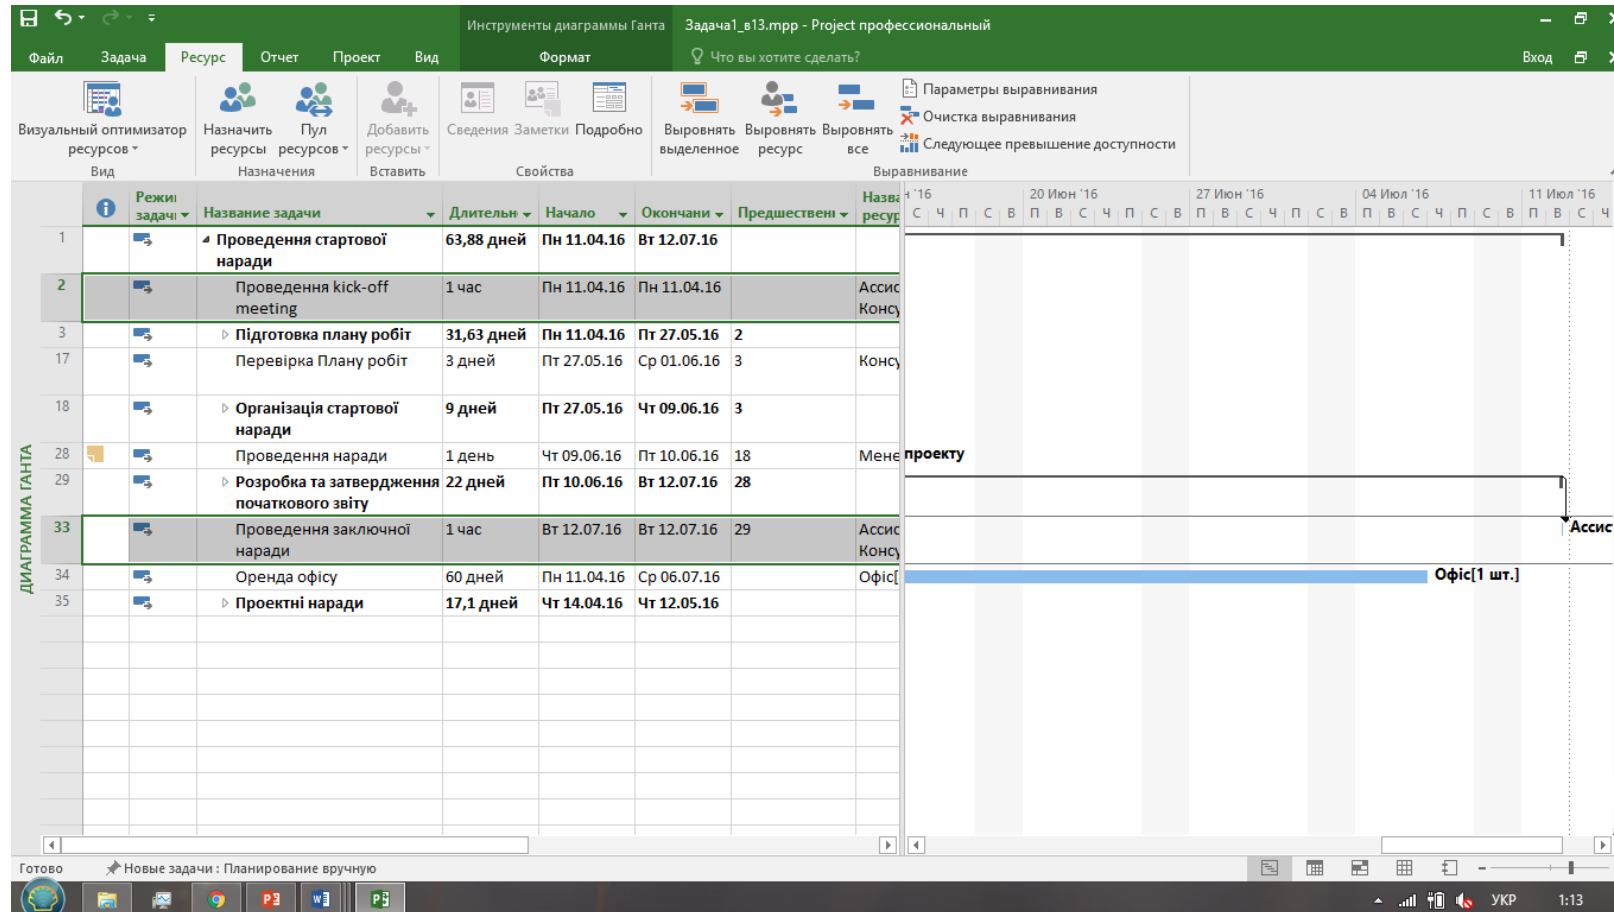 Инструменты диаграммы Ганта
Задача1_в13.mpp - Project профессиональный
Файл Задача Ресурс Отчет Проект Вид Формат Что вы хотите сделать? Вход
Визуальный оптимизатор ресурсов
Назначить ресурсы
Пул ресурсов
Добавить ресурсы
Сведения Заметки Подробно
Выровнять выделенное
Выровнять ресурс
Выровнять все
Параметры выравнивания
Очистка выравнивания
Следующее превышение доступности
Вид Назначения Вставить Свойства Выравнивание
Режи задачи Название задачи Длительн Начало Окончани Предшествен Назва ресур
'16 20 Июн '16 27 Июн '16 04 Июл '16 11 Июл '16
С Ч П С В П В С Ч П С В П В С Ч П С В П В С Ч П С В П В С Ч
1 Проведення стартової наради 63,88 дней Пн 11.04.16 Вт 12.07.16
2 Проведення kick-off meeting 1 час Пн 11.04.16 Пн 11.04.16 Ассис Консу
3 Підготовка плану робіт 31,63 дней Пн 11.04.16 Пт 27.05.16 2
17 Перевірка Плану робіт 3 дней Пт 27.05.16 Ср 01.06.16 3 Консу
18 Організація стартової наради 9 дней Пт 27.05.16 Чт 09.06.16 3
28 Проведення наради 1 день Чт 09.06.16 Пт 10.06.16 18 Мене проекту
29 Розробка та затвердження початкового звіту 22 дней Пт 10.06.16 Вт 12.07.16 28
33 Проведення заключної наради 1 час Вт 12.07.16 Вт 12.07.16 29 Ассис Консу Ассис
34 Оренда офісу 60 дней Пн 11.04.16 Ср 06.07.16 Офіс[ Офіс[1 шт.]
35 Проектні наради 17,1 дней Чт 14.04.16 Чт 12.05.16
ДИАГРАММА ГАНТА
Готово Новые задачи : Планирование вручную
УКР 1:13